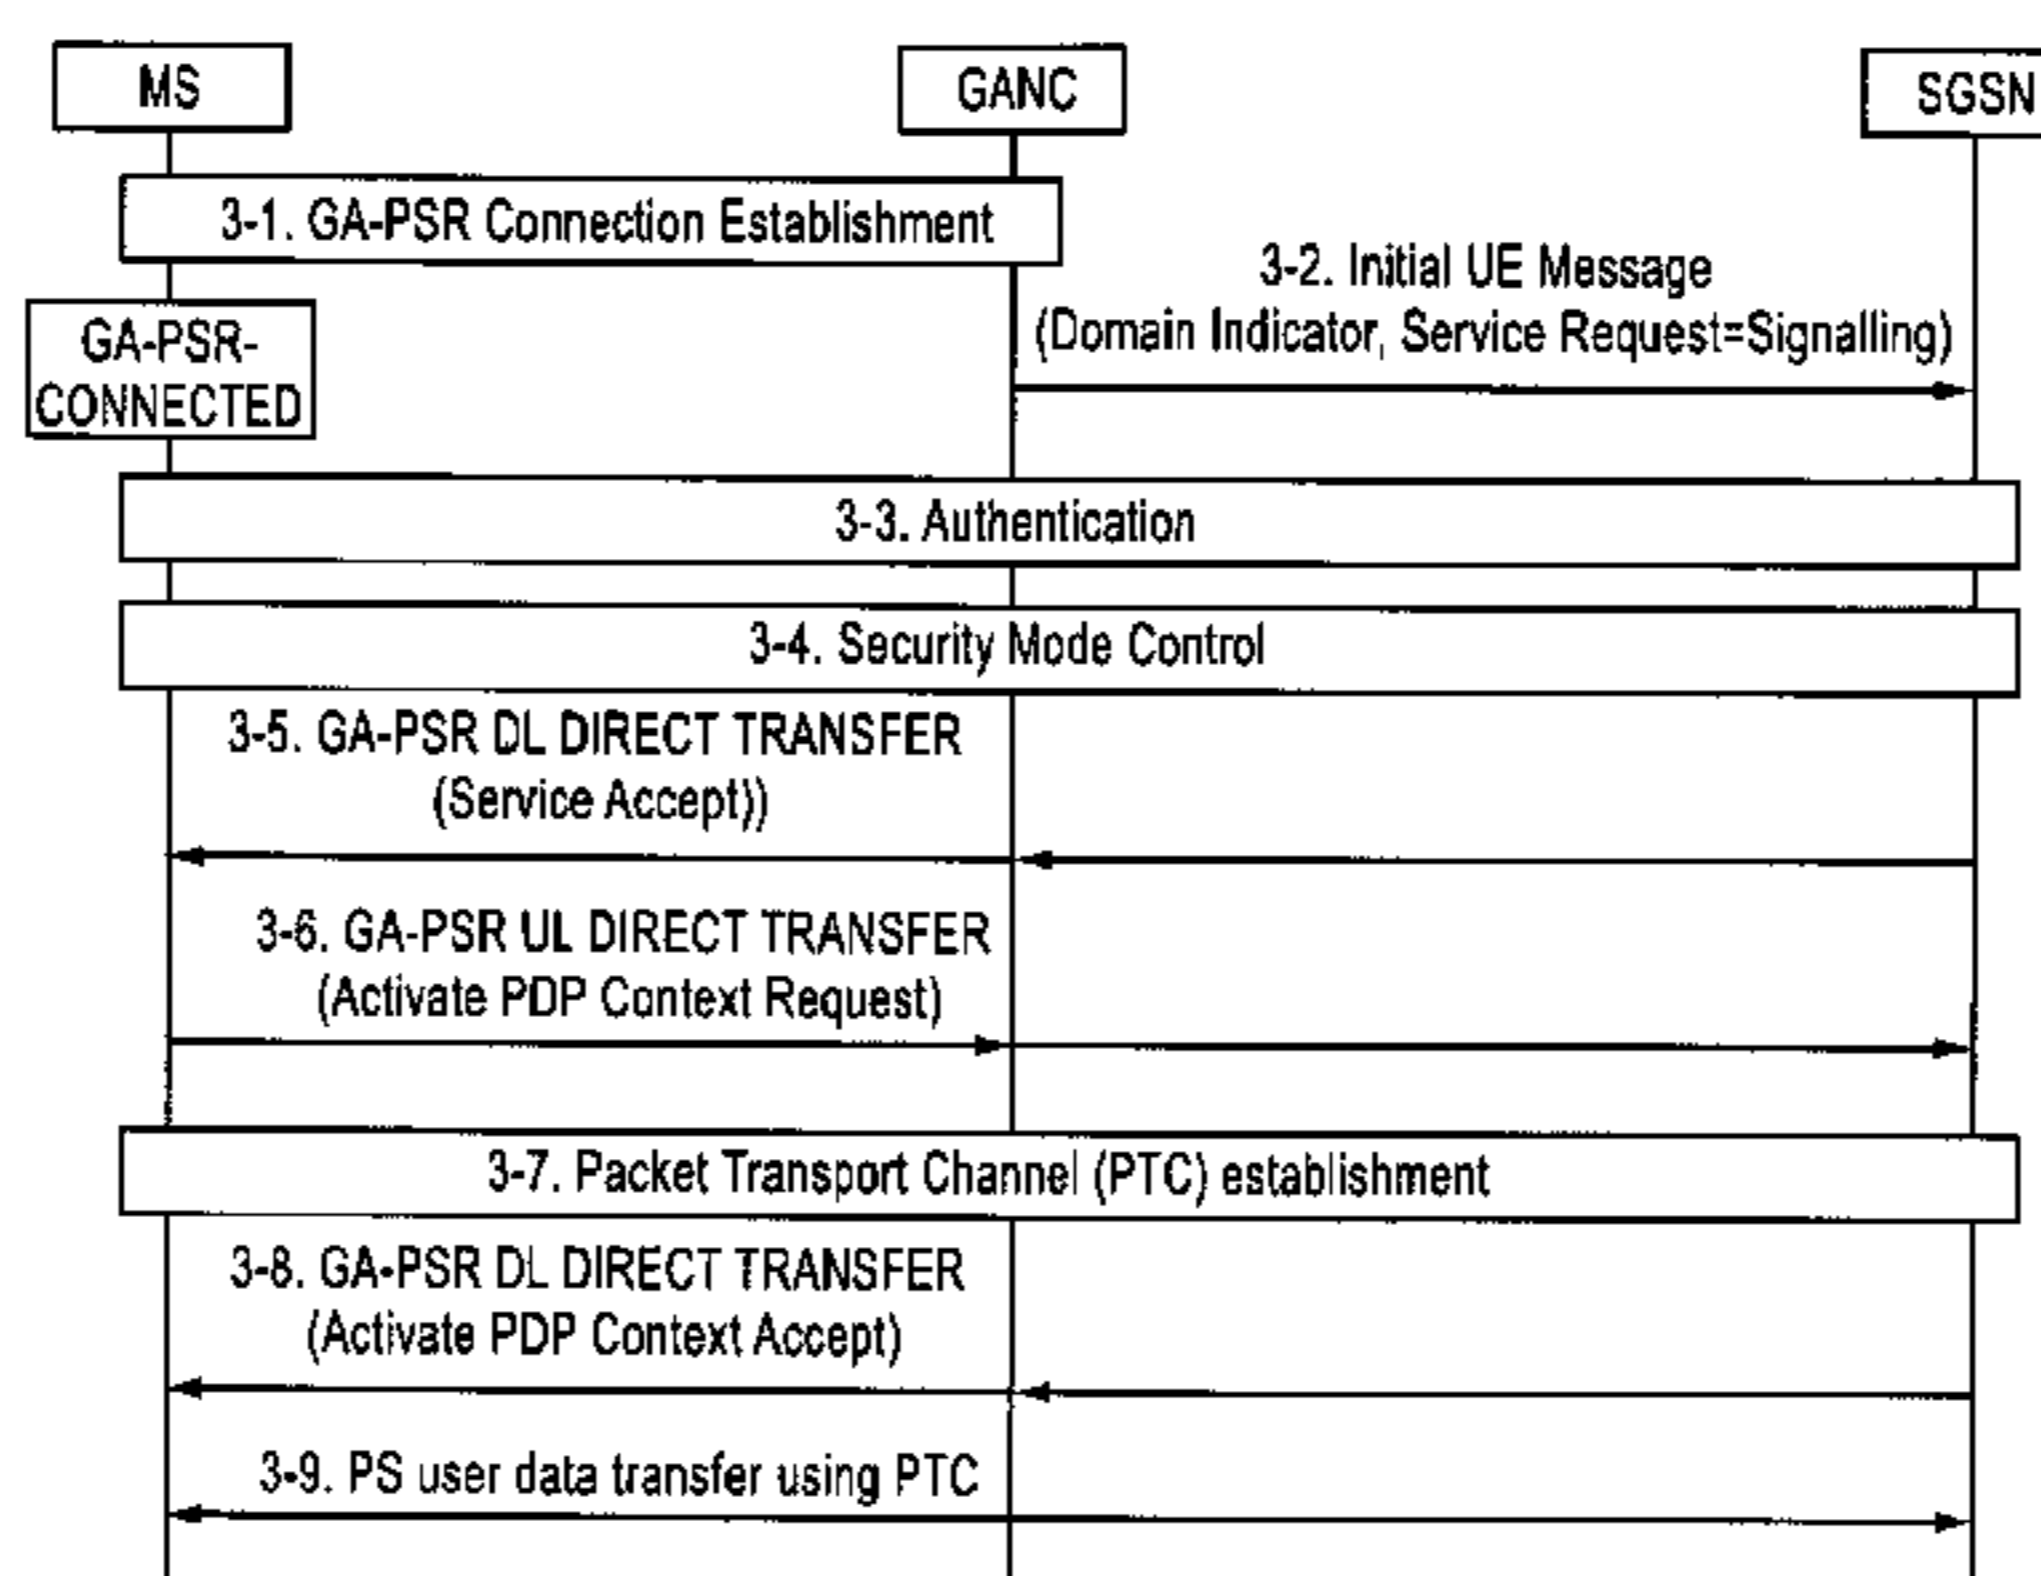 MS
GANC
SGSN
3-1. GA-PSR Connection Establishment
3-2. Initial UE Message
(Domain Indicator, Service Request=Signalling)
GA-PSR-
CONNECTED
3-3. Authentication
3-4. Security Mode Control
3-5. GA-PSR DL DIRECT TRANSFER
(Service Accept))
3-6. GA-PSR UL DIRECT TRANSFER
(Activate PDP Context Request)
3-7. Packet Transport Channel (PTC) establishment
3-8. GA-PSR DL DIRECT TRANSFER
(Activate PDP Context Accept)
3-9. PS user data transfer using PTC